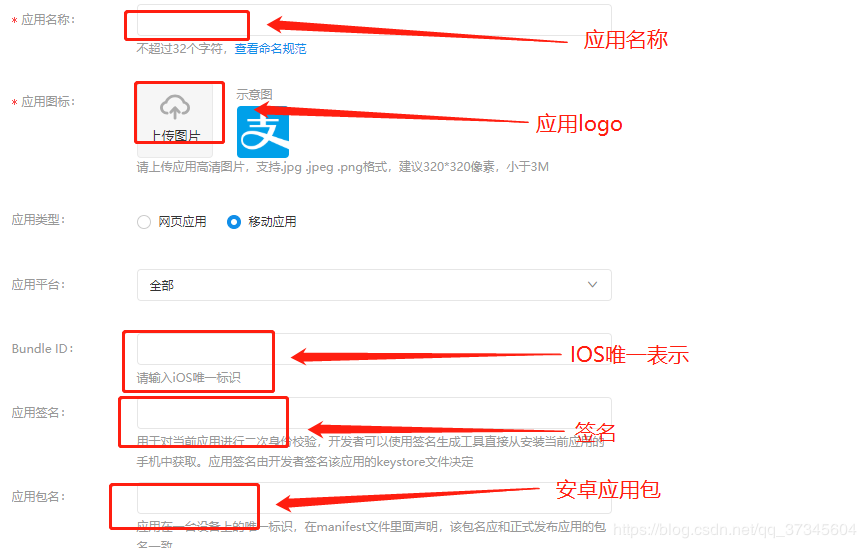 * 应用名称:
应用名称
不超过32个字符，查看命名规范
* 应用图标:
上传图片
示意图
支
应用logo
请上传应用高清图片，支持.jpg .jpeg .png格式，建议320*320像素，小于3M
应用类型:
网页应用
移动应用
应用平台:
全部
Bundle ID:
IOS唯一表示
请输入iOS唯一标识
应用签名:
签名
用于对当前应用进行二次身份校验，开发者可以使用签名生成工具直接从安装当前应用的
手机中获取。应用签名由开发者签名该应用的keystore文件决定
应用包名:
安卓应用包
应用在一台设备上的唯一标识，在manifest文件里面声明，该包名应和正式发布应用的包
名一致
https://blog.csdn.net/qq_37345604